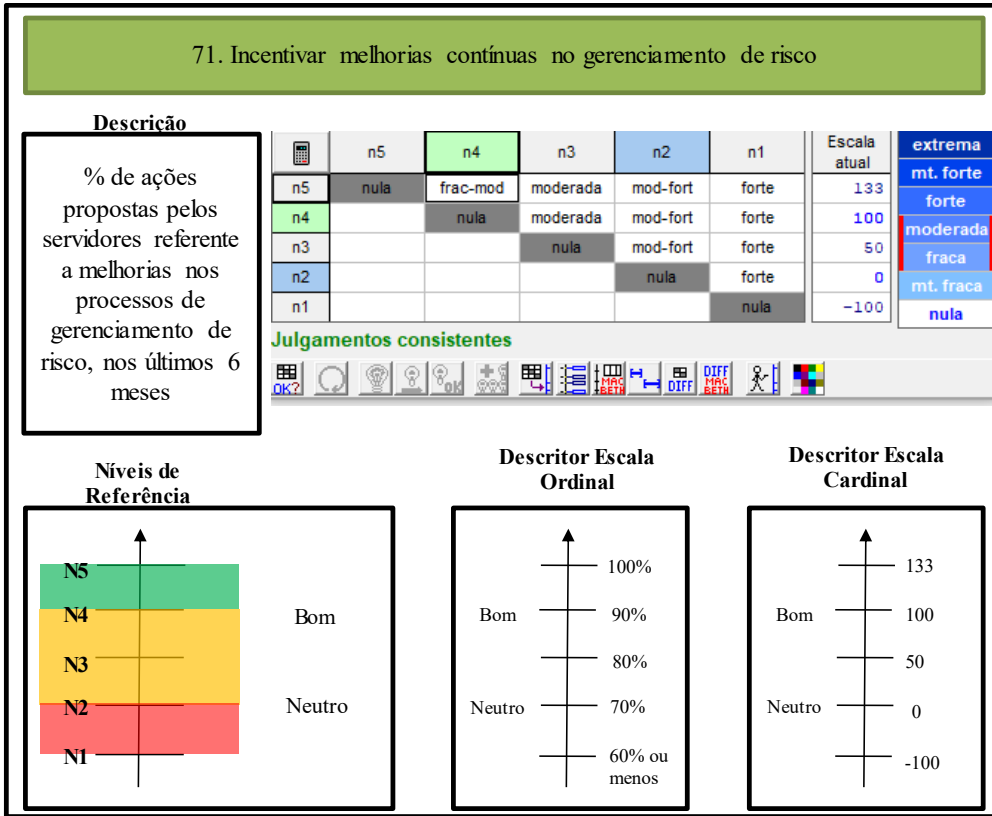 71. Incentivar melhorias contínuas no gerenciamento de risco
Descrição
% de ações
propostas pelos
servidores referente
a melhorias nos
processos de
gerenciamento de
risco, nos últimos 6
meses
n5 n4 n3 n2 n1 Escala atual
n5 nula frac-mod moderada mod-fort forte 133
n4 nula moderada mod-fort forte 100
n3 nula mod-fort forte 50
n2 nula forte 0
n1 nula -100
extrema
mt. forte
forte
moderada
fraca
mt. fraca
nula
Julgamentos consistentes
OK? OK MAC BETH DIFF DIFF MAC BETH
Níveis de
Referência
N5
N4 Bom
N3
N2 Neutro
N1
Descritor Escala
Ordinal
100%
Bom 90%
80%
Neutro 70%
60% ou
menos
Descritor Escala
Cardinal
133
Bom 100
50
Neutro 0
-100